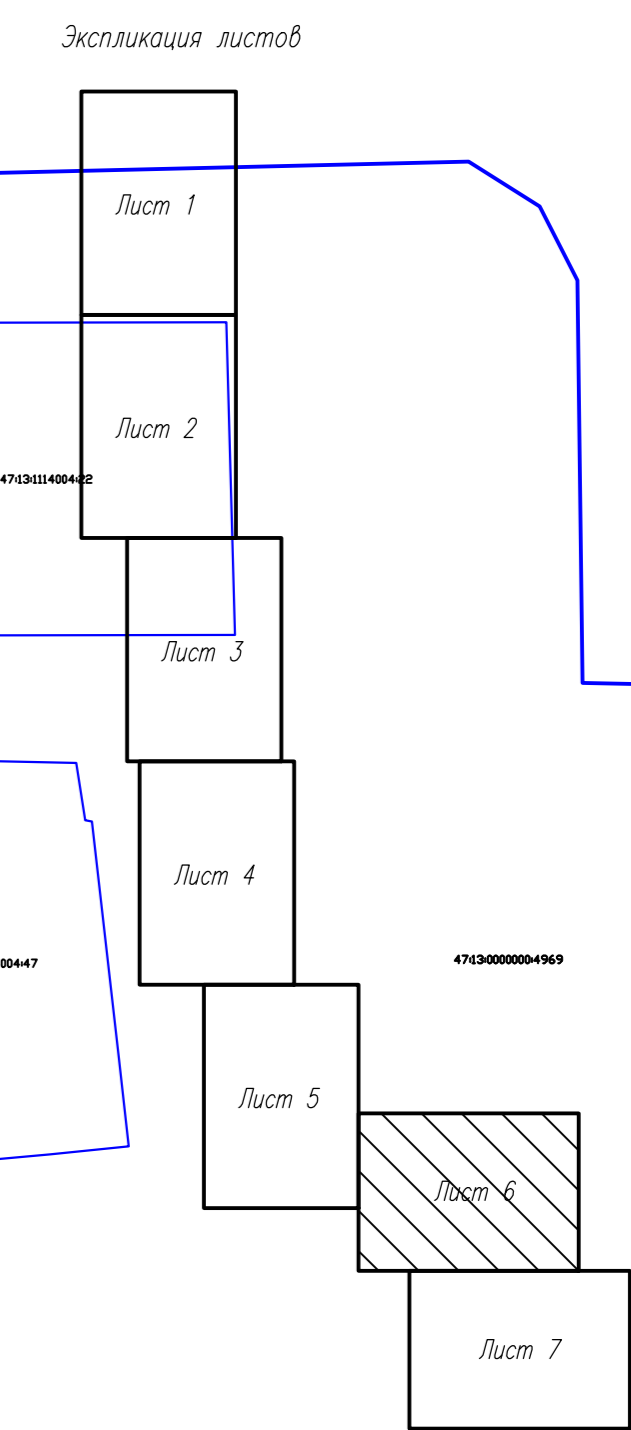 Экспликация листов
Лист 1
Лист 2
47:13:1114004:22
Лист 3
Лист 4
47:13:0000000:4969
004:47
Лист 5
Лист 6
Лист 7